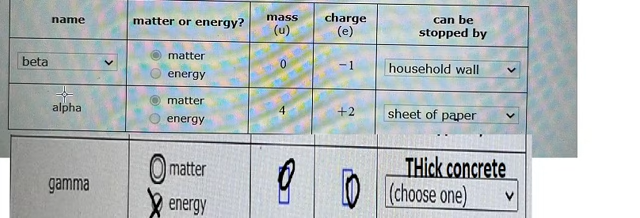 name matter or energy? mass (u) charge (e) can be stopped by
beta matter 0 −1 household wall
energy
alpha matter 4 +2 sheet of paper
energy
THick concrete
gamma matter 0 0 (choose one)
energy